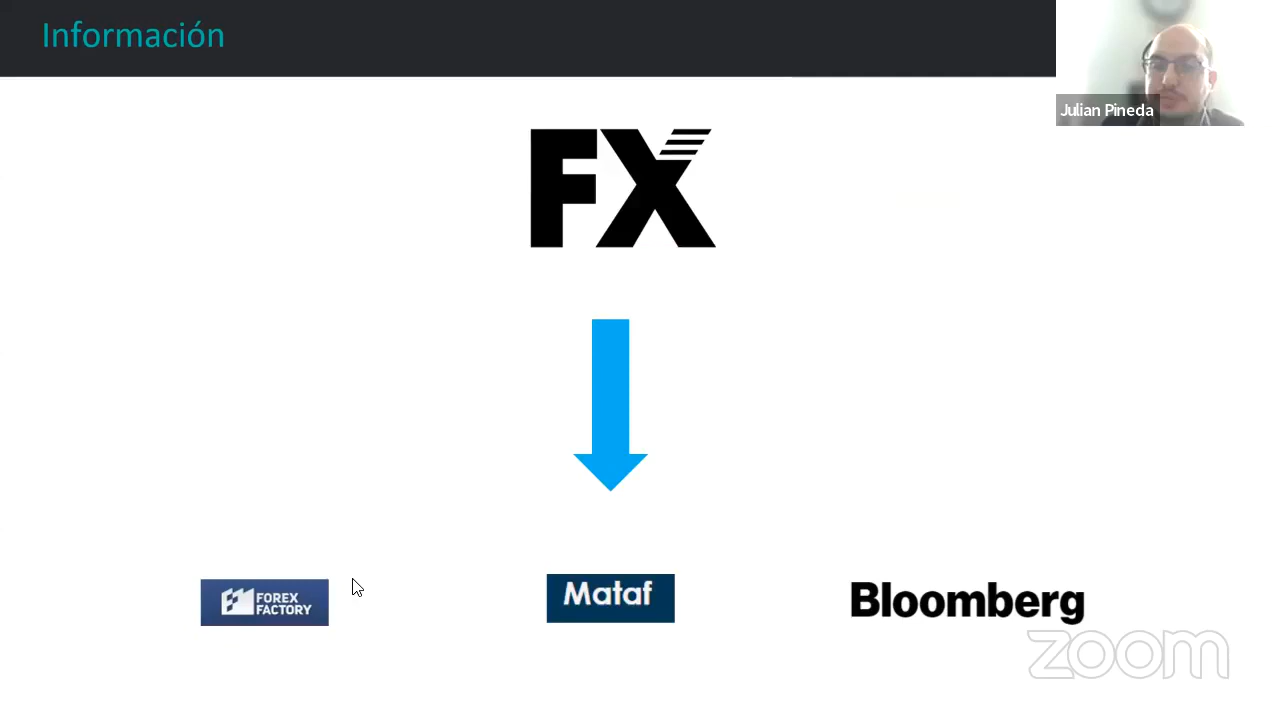 Información
Julian Pineda
FX
FOREX
FACTORY
Mataf
Bloomberg
zoom